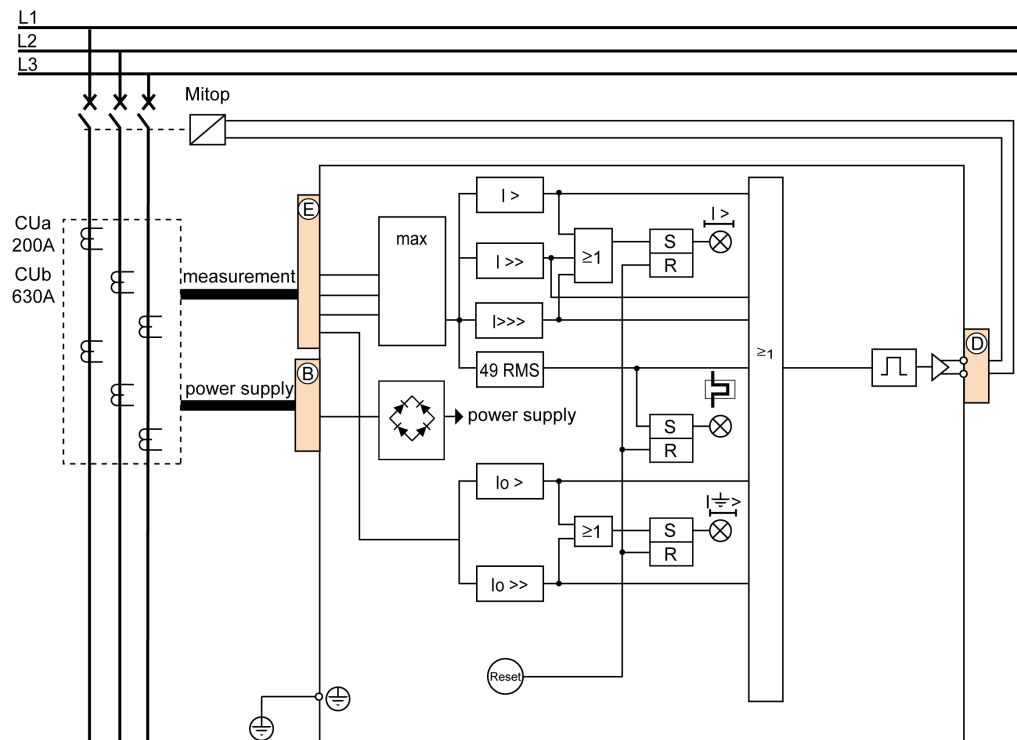 L1
L2
L3
Mitop
CUa
200A
CUb
630A
measurement
power supply
E
B
D
max
I >
I >>
I>>>
49 RMS
≥1
S
R
I >
≥1
power supply
S
R
Io >
Io >>
≥1
S
R
I >
Reset